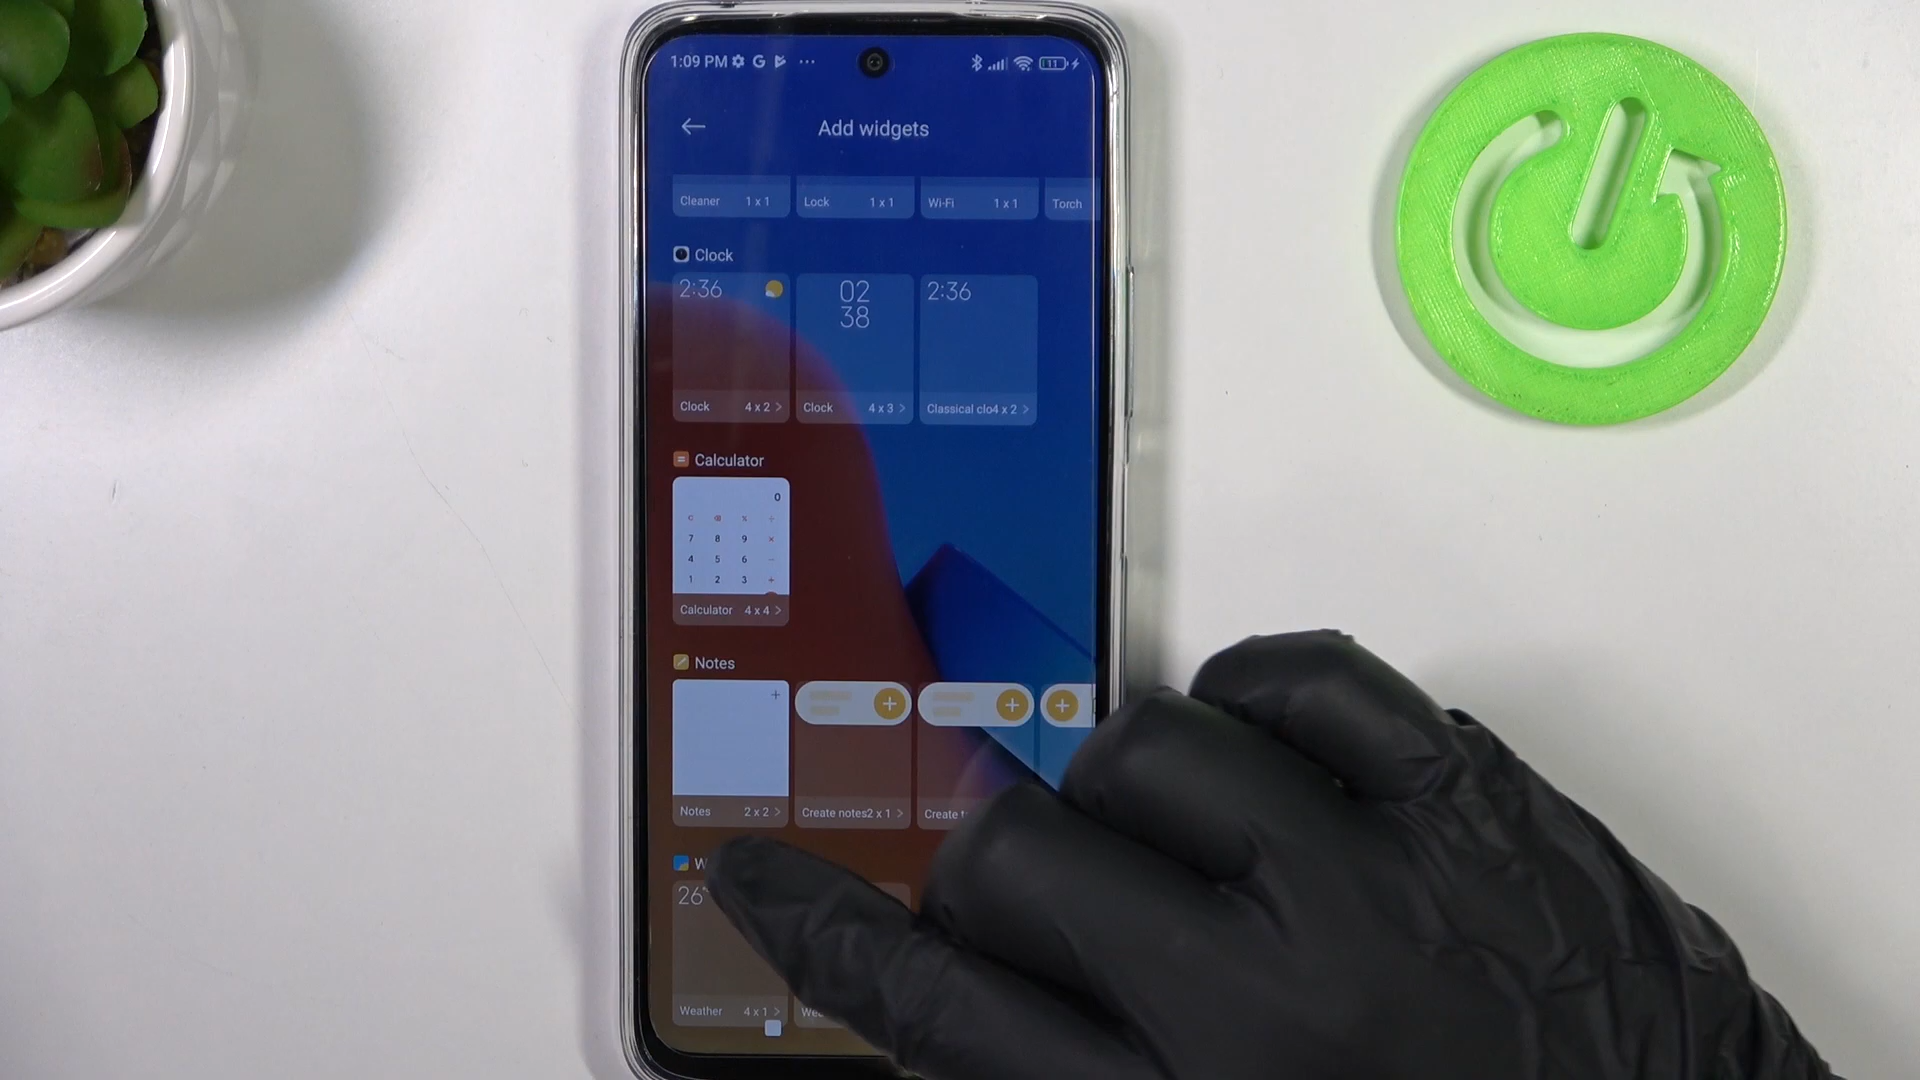 1:09 PM G ... 11
Add widgets
Cleaner 1 x 1 Lock 1 x 1 Wi-Fi 1 x 1 Torch
Clock
2:36 02 2:36
38
Clock 4 x 2 > Clock 4 x 3 > Classical clo4 x 2 >
Calculator
0
C % ÷
7 8 9 ×
4 5 6 −
1 2 3 +
Calculator 4 x 4 >
Notes
+ + + +
Notes 2 x 2 > Create notes2 x 1 > Create t
W
26°
Weather 4 x 1 > Wea